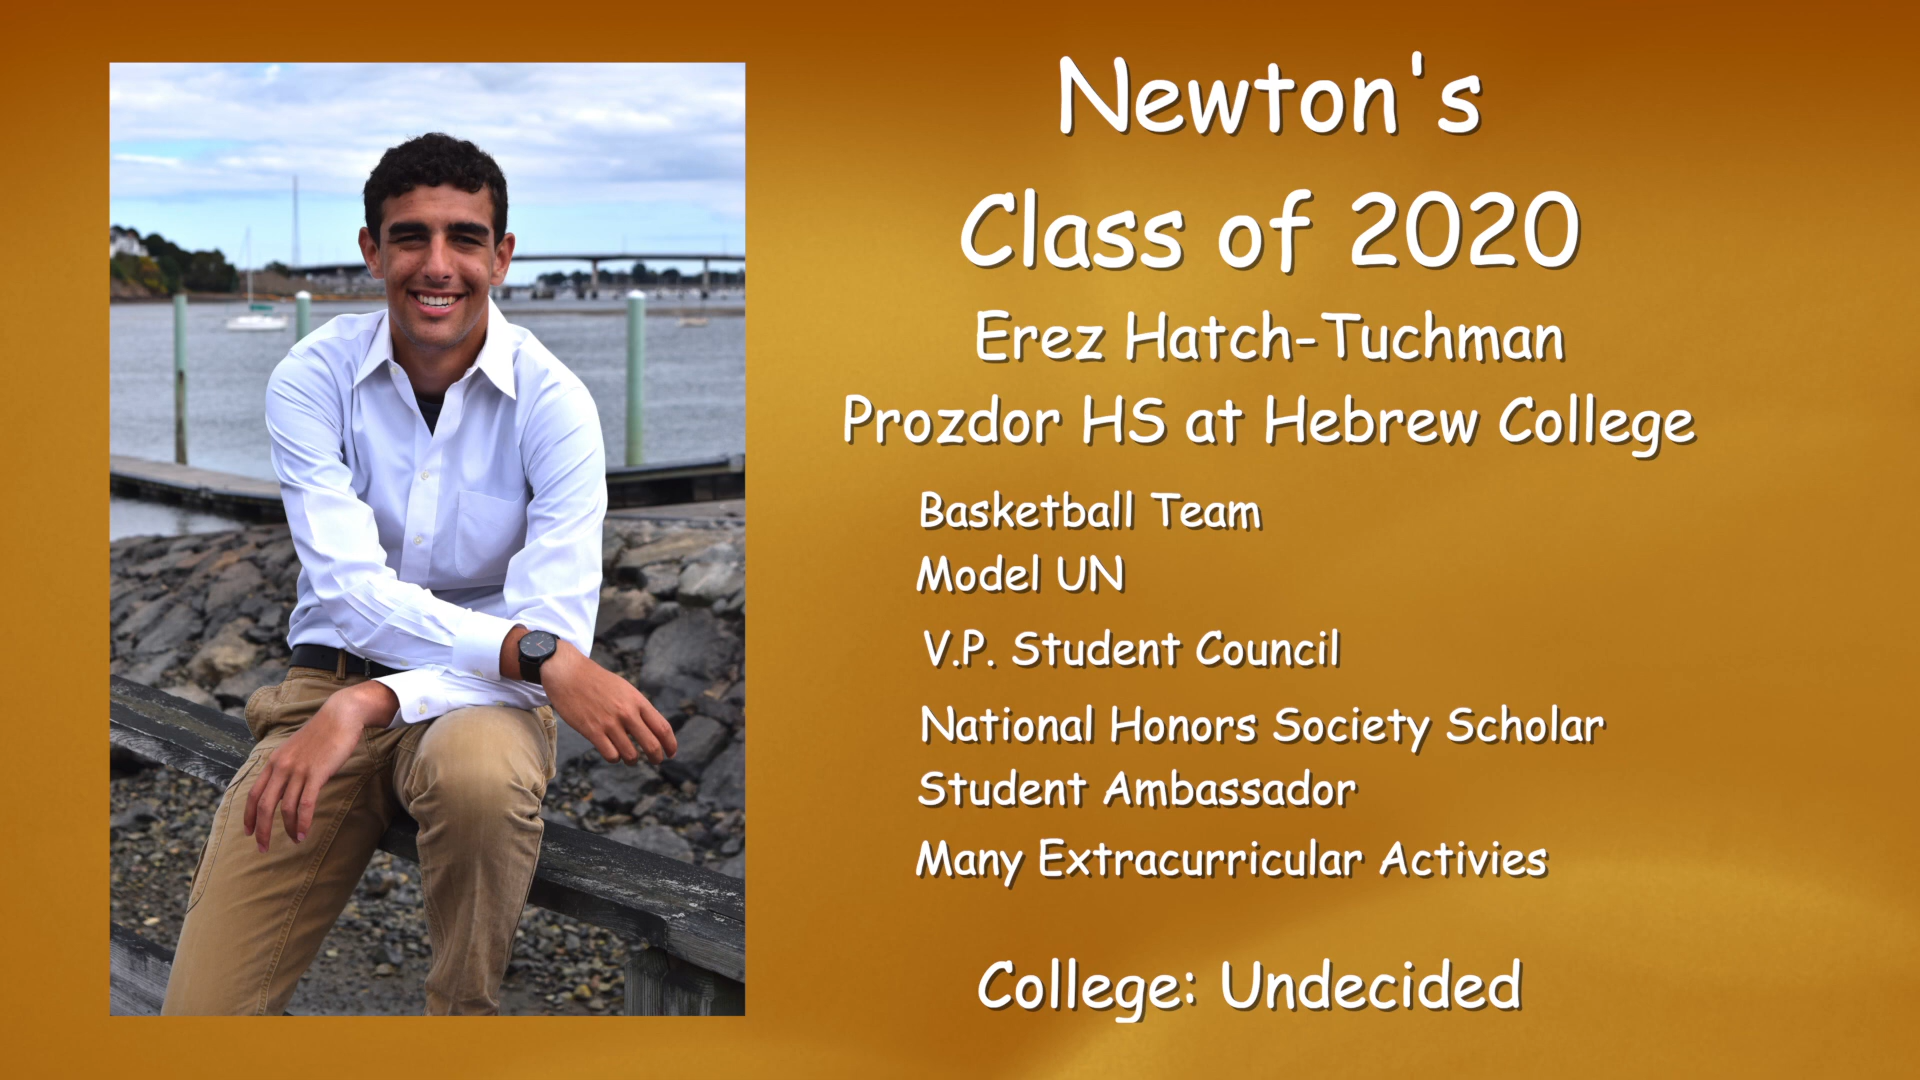 Newton's
Class of 2020
Erez Hatch-Tuchman
Prozdor HS at Hebrew College
Basketball Team
Model UN
V.P. Student Council
National Honors Society Scholar
Student Ambassador
Many Extracurricular Activies
College: Undecided